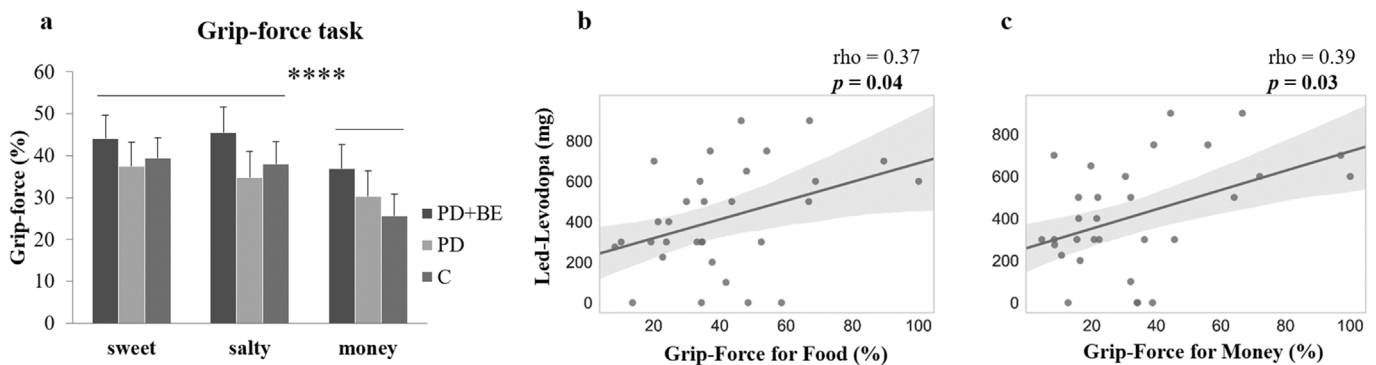 a
Grip-force task
****
Grip-force (%)
60
50
40
30
20
10
0
sweet
salty
money
PD+BE
PD
C
b
rho = 0.37
p = 0.04
Led-Levodopa (mg)
800
600
400
200
0
20
40
60
80
100
Grip-Force for Food (%)
c
rho = 0.39
p = 0.03
800
600
400
200
0
20
40
60
80
100
Grip-Force for Money (%)